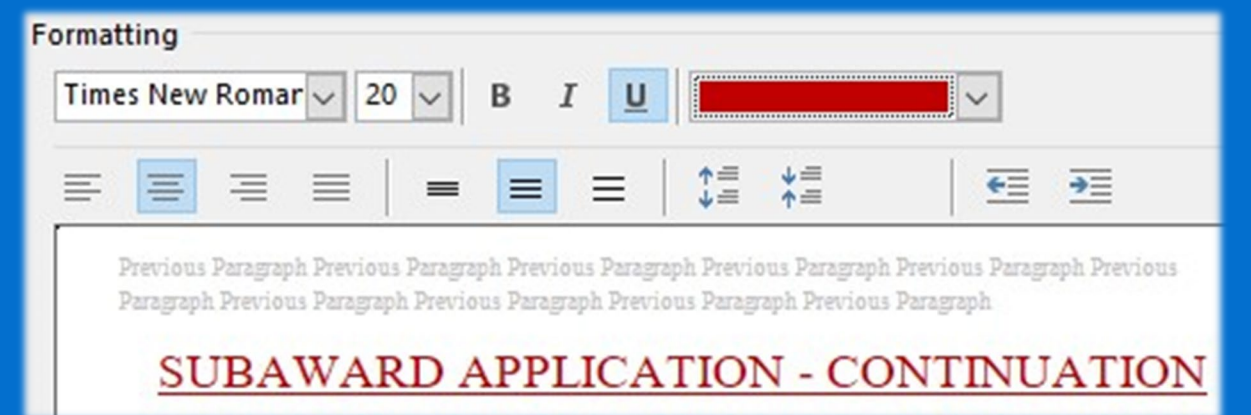 Formatting
Times New Romar 20 B I U
Previous Paragraph Previous Paragraph Previous Paragraph Previous Paragraph Previous Paragraph Previous
Paragraph Previous Paragraph Previous Paragraph Previous Paragraph Previous Paragraph
SUBAWARD APPLICATION - CONTINUATION